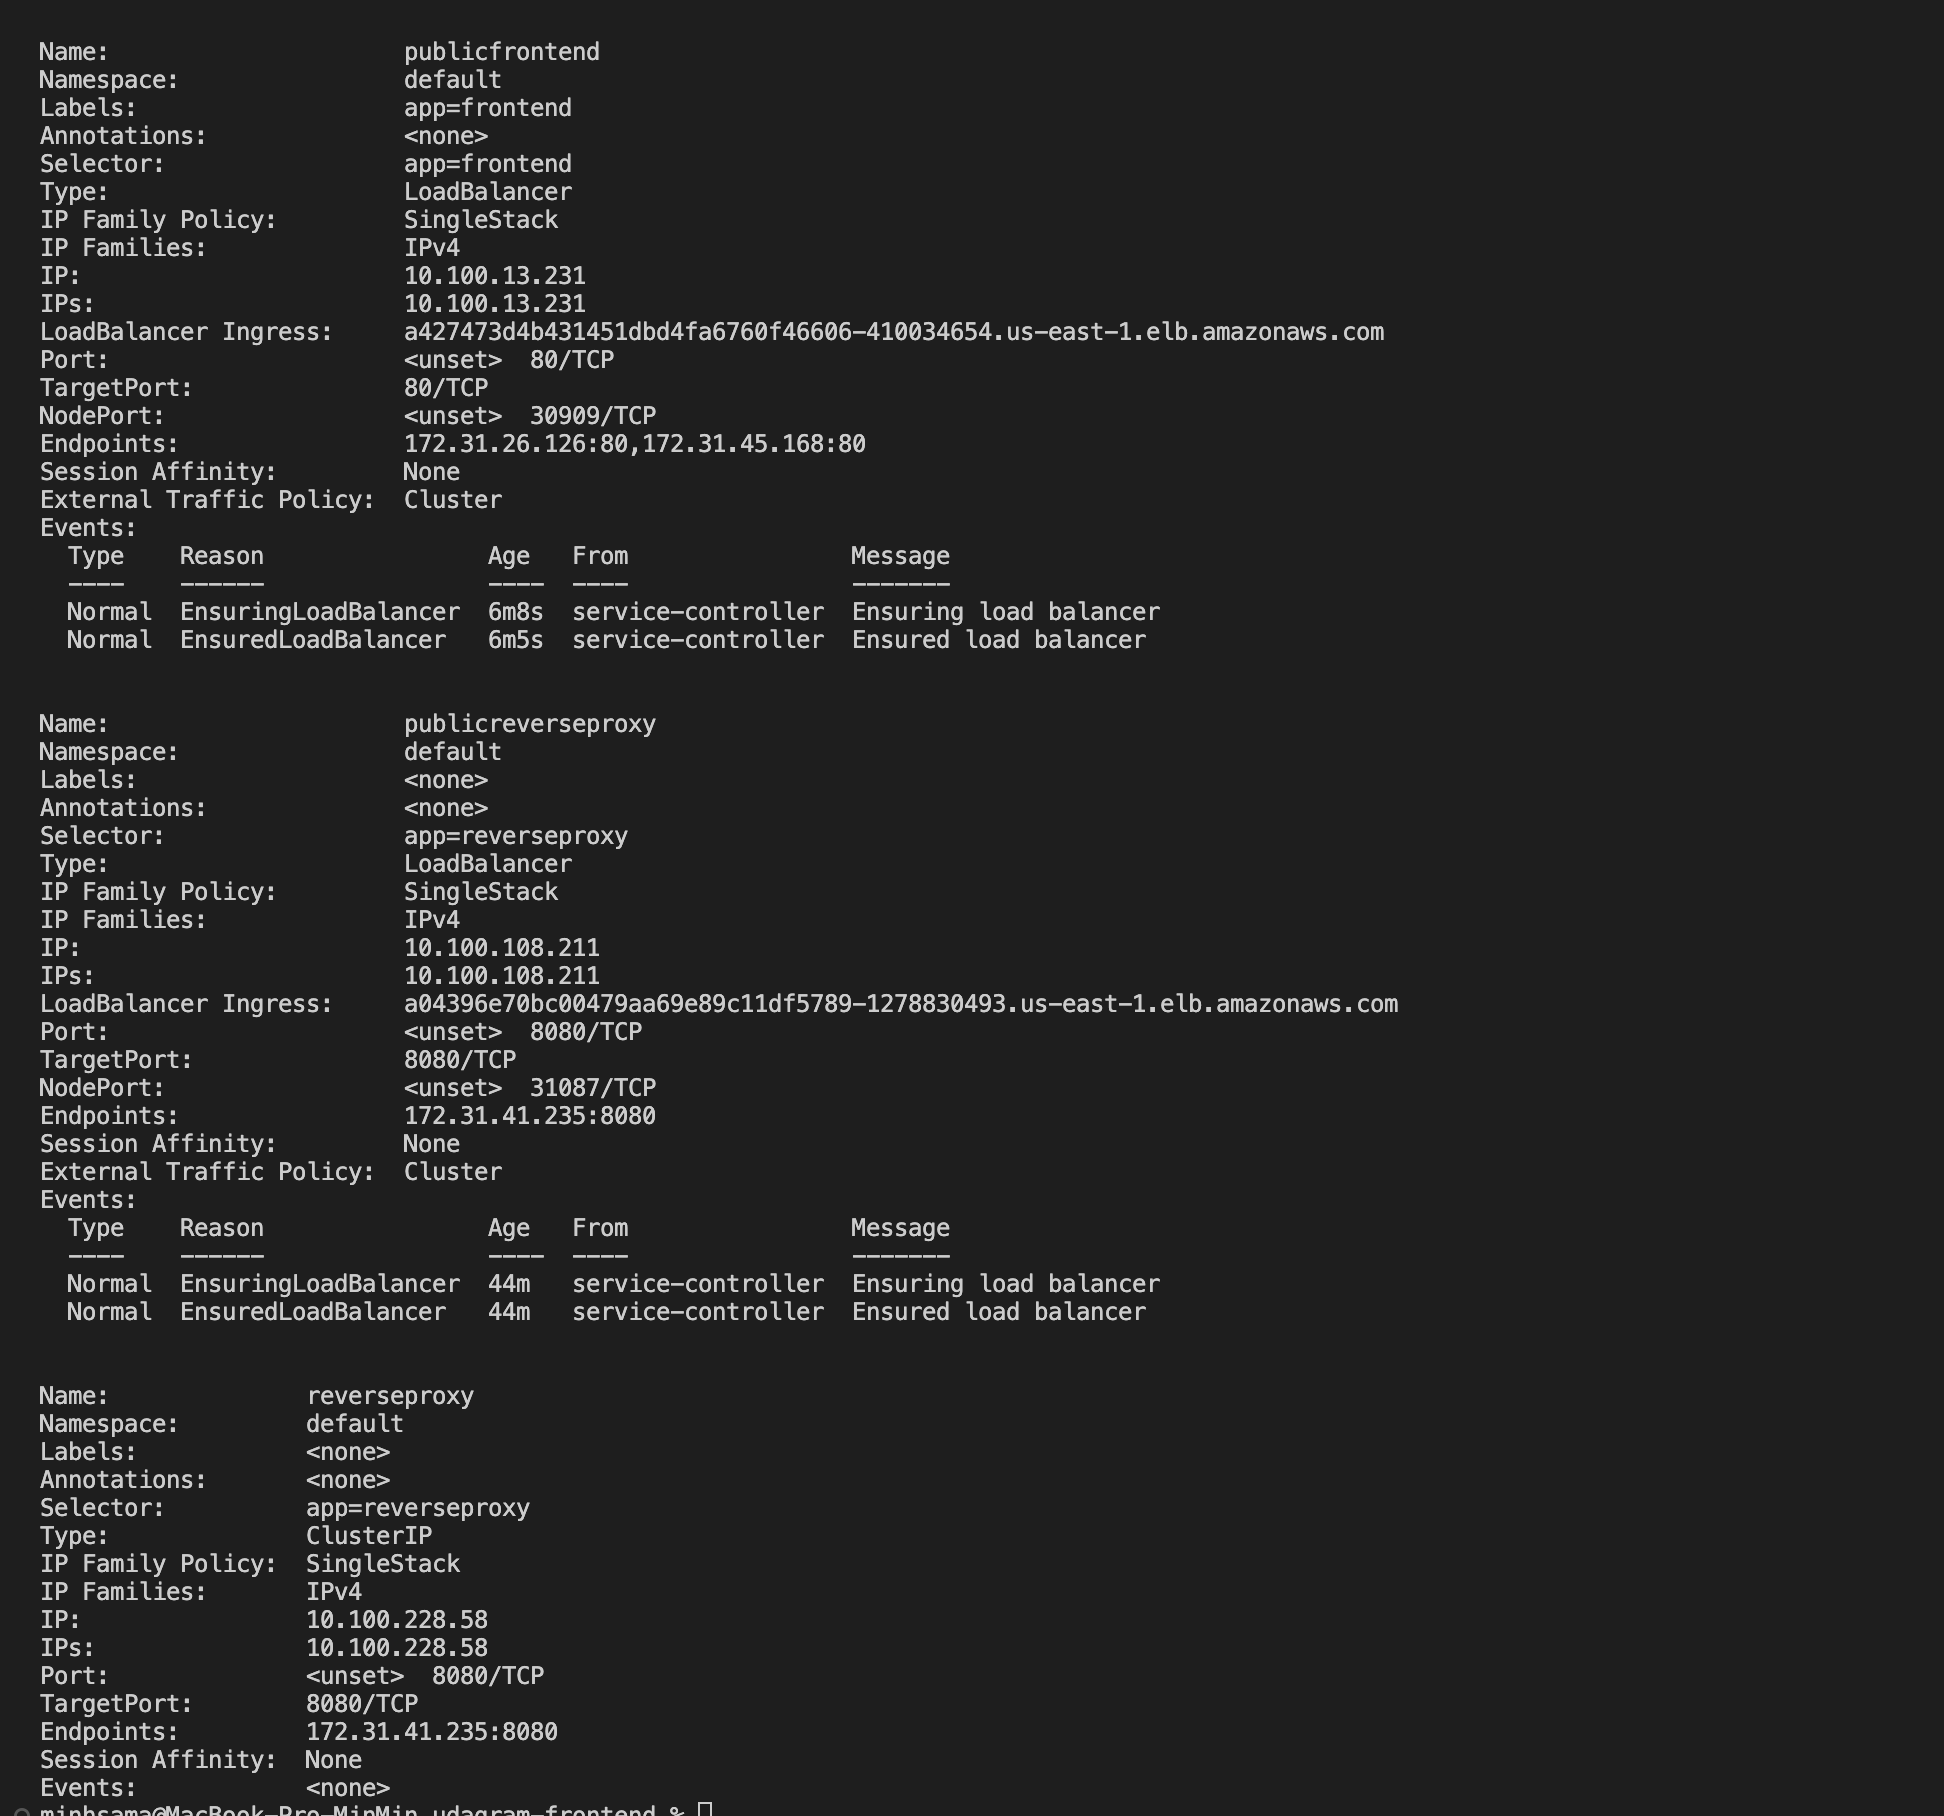 Name:                     publicfrontend
Namespace:                default
Labels:                   app=frontend
Annotations:              <none>
Selector:                 app=frontend
Type:                     LoadBalancer
IP Family Policy:         SingleStack
IP Families:              IPv4
IP:                       10.100.13.231
IPs:                      10.100.13.231
LoadBalancer Ingress:     a427473d4b431451dbd4fa6760f46606-410034654.us-east-1.elb.amazonaws.com
Port:                     <unset>  80/TCP
TargetPort:               80/TCP
NodePort:                 <unset>  30909/TCP
Endpoints:                172.31.26.126:80,172.31.45.168:80
Session Affinity:         None
External Traffic Policy:  Cluster
Events:
  Type    Reason                Age   From                Message
  ----    ------                ----  ----                -------
  Normal  EnsuringLoadBalancer  6m8s  service-controller  Ensuring load balancer
  Normal  EnsuredLoadBalancer   6m5s  service-controller  Ensured load balancer
Name:                     publicreverseproxy
Namespace:                default
Labels:                   <none>
Annotations:              <none>
Selector:                 app=reverseproxy
Type:                     LoadBalancer
IP Family Policy:         SingleStack
IP Families:              IPv4
IP:                       10.100.108.211
IPs:                      10.100.108.211
LoadBalancer Ingress:     a04396e70bc00479aa69e89c11df5789-1278830493.us-east-1.elb.amazonaws.com
Port:                     <unset>  8080/TCP
TargetPort:               8080/TCP
NodePort:                 <unset>  31087/TCP
Endpoints:                172.31.41.235:8080
Session Affinity:         None
External Traffic Policy:  Cluster
Events:
  Type    Reason                Age   From                Message
  ----    ------                ----  ----                -------
  Normal  EnsuringLoadBalancer  44m   service-controller  Ensuring load balancer
  Normal  EnsuredLoadBalancer   44m   service-controller  Ensured load balancer
Name:              reverseproxy
Namespace:         default
Labels:            <none>
Annotations:       <none>
Selector:          app=reverseproxy
Type:              ClusterIP
IP Family Policy:  SingleStack
IP Families:       IPv4
IP:                10.100.228.58
IPs:               10.100.228.58
Port:              <unset>  8080/TCP
TargetPort:        8080/TCP
Endpoints:         172.31.41.235:8080
Session Affinity:  None
Events:            <none>
minhsama@MacBook-Pro-MinMin udagram-frontend %